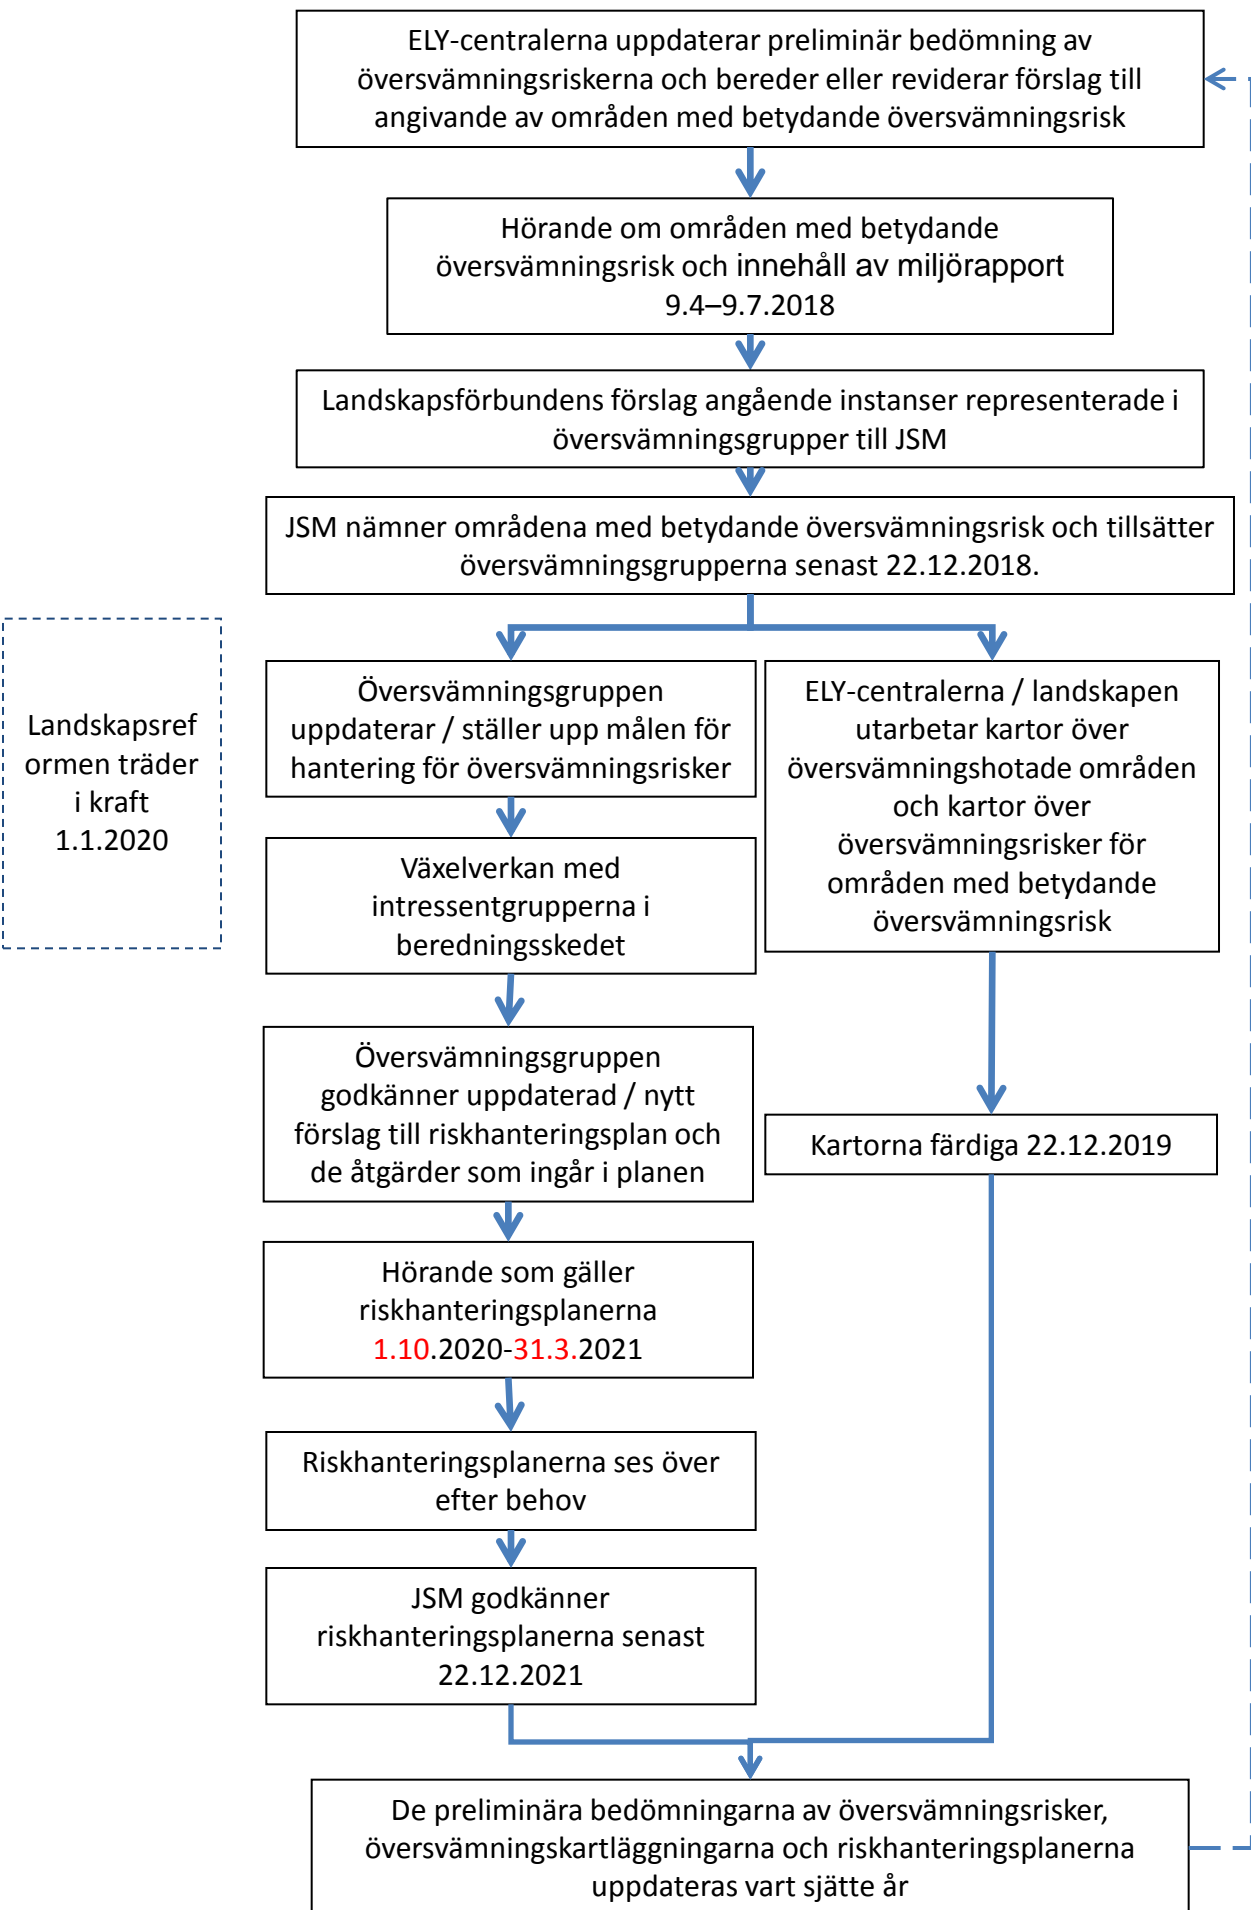 ELY-centralerna uppdaterar preliminär bedömning av
översvämningsriskerna och bereder eller reviderar förslag till
angivande av områden med betydande översvämningsrisk
Hörande om områden med betydande
översvämningsrisk och innehåll av miljörapport
9.4–9.7.2018
Landskapsförbundens förslag angående instanser representerade i
översvämningsgrupper till JSM
JSM nämner områdena med betydande översvämningsrisk och tillsätter
översvämningsgrupperna senast 22.12.2018.
Landskapsref
ormen träder
i kraft
1.1.2020
Översvämningsgruppen
uppdaterar / ställer upp målen för
hantering för översvämningsrisker
Växelverkan med
intressentgrupperna i
beredningsskedet
Översvämningsgruppen
godkänner uppdaterad / nytt
förslag till riskhanteringsplan och
de åtgärder som ingår i planen
Hörande som gäller
riskhanteringsplanerna
1.10.2020-31.3.2021
Riskhanteringsplanerna ses över
efter behov
JSM godkänner
riskhanteringsplanerna senast
22.12.2021
ELY-centralerna / landskapen
utarbetar kartor över
översvämningshotade områden
och kartor över
översvämningsrisker för
områden med betydande
översvämningsrisk
Kartorna färdiga 22.12.2019
De preliminära bedömningarna av översvämningsrisker,
översvämningskartläggningarna och riskhanteringsplanerna
uppdateras vart sjätte år